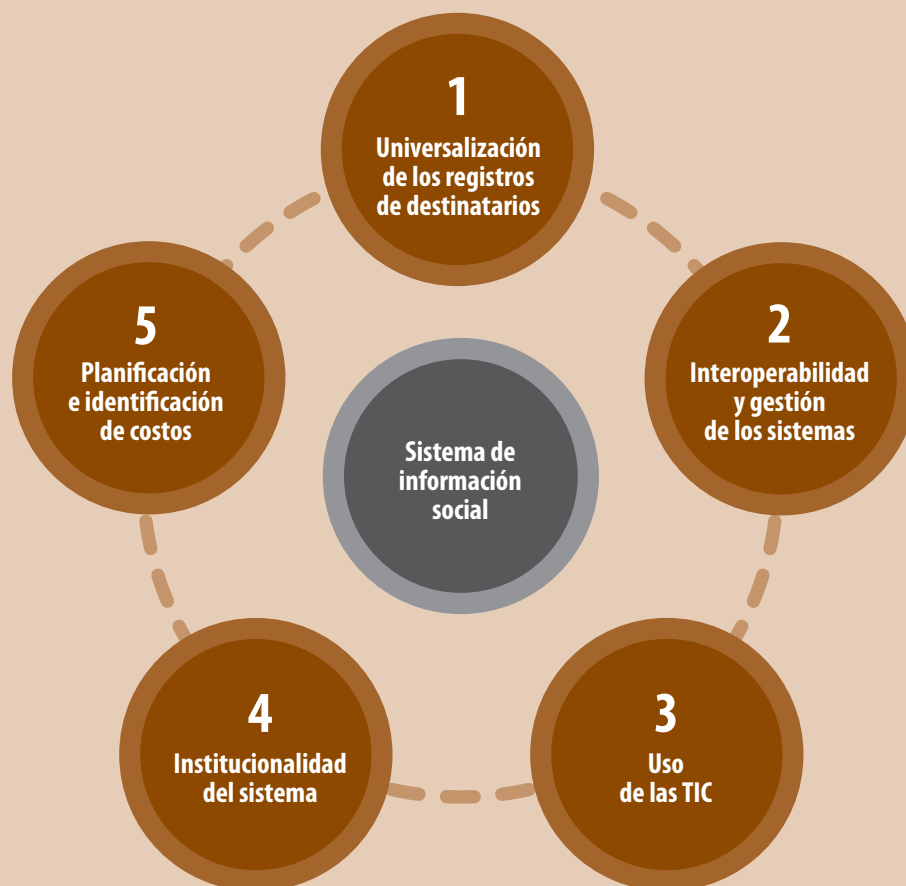 1
Universalización
de los registros
de destinatarios
2
Interoperabilidad
y gestión
de los sistemas
3
Uso
de las TIC
4
Institucionalidad
del sistema
5
Planificación
e identificación
de costos
Sistema de
información
social